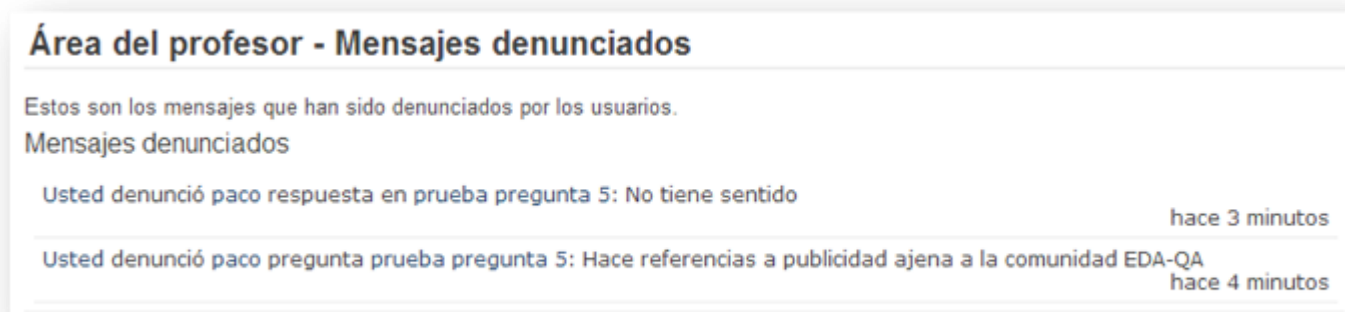 Área del profesor - Mensajes denunciados
Estos son los mensajes que han sido denunciados por los usuarios.
Mensajes denunciados
Usted denunció paco respuesta en prueba pregunta 5: No tiene sentido
hace 3 minutos
Usted denunció paco pregunta prueba pregunta 5: Hace referencias a publicidad ajena a la comunidad EDA-QA
hace 4 minutos